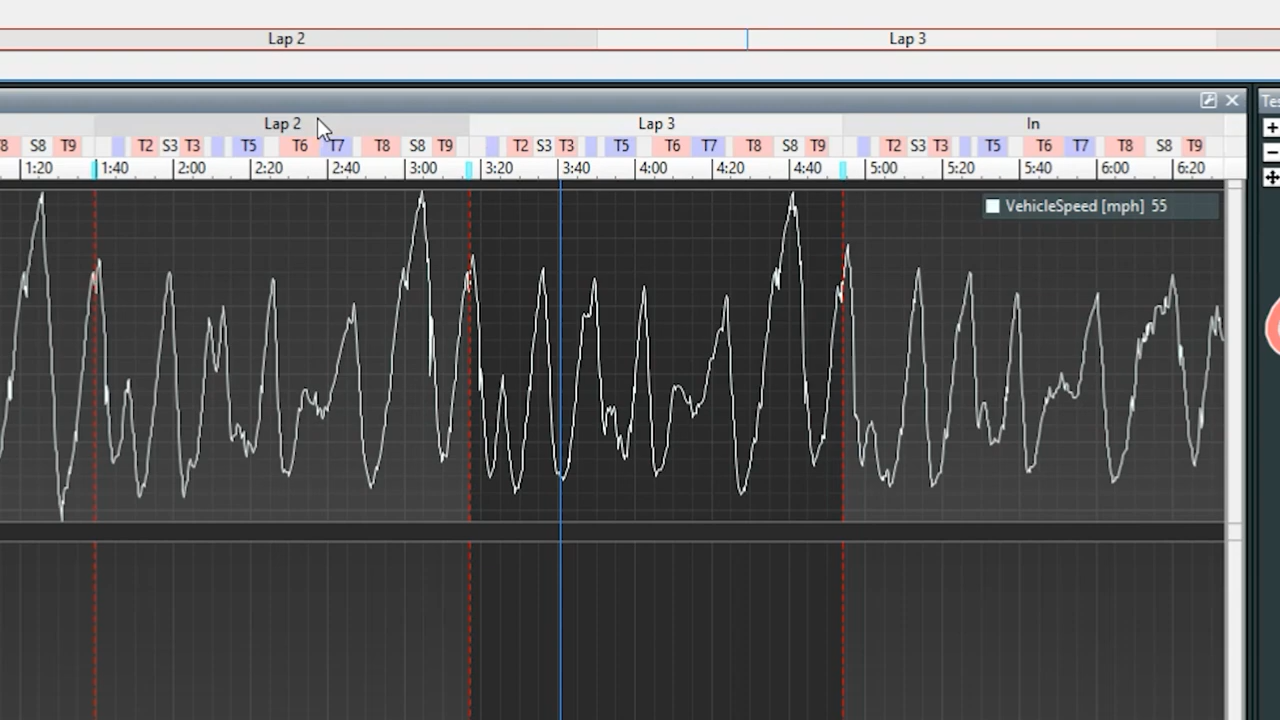 Lap 2 Lap 3
Lap 2 Lap 3 In
S8 T9 T2 S3 T3 T5 T6 T7 T8 S8 T9 T2 S3 T3 T5 T6 T7 T8 S8 T9 T2 S3 T3 T5 T6 T7 T8 S8 T9
1:20 1:40 2:00 2:20 2:40 3:00 3:20 3:40 4:00 4:20 4:40 5:00 5:20 5:40 6:00 6:20
VehicleSpeed [mph] 55